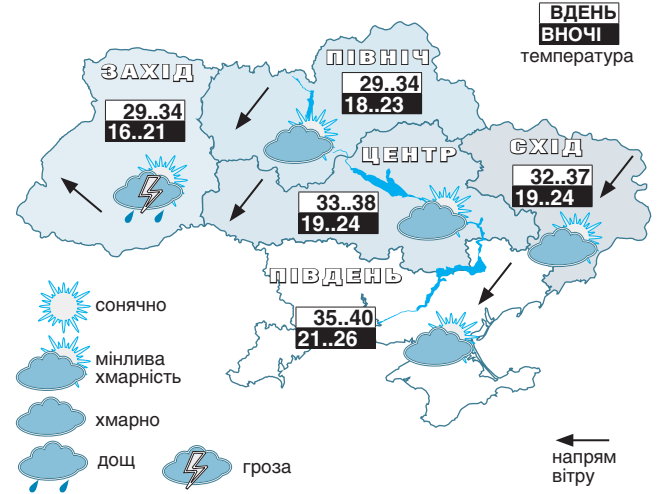 ВДЕНЬ
ВНОЧІ
температура
ПІВНІЧ
29..34
18..23
ЗАХІД
29..34
16..21
ЦЕНТР
33..38
19..24
СХІД
32..37
19..24
ПІВДЕНЬ
35..40
21..26
сонячно
мінлива
хмарність
хмарно
дощ
гроза
напрям
вітру